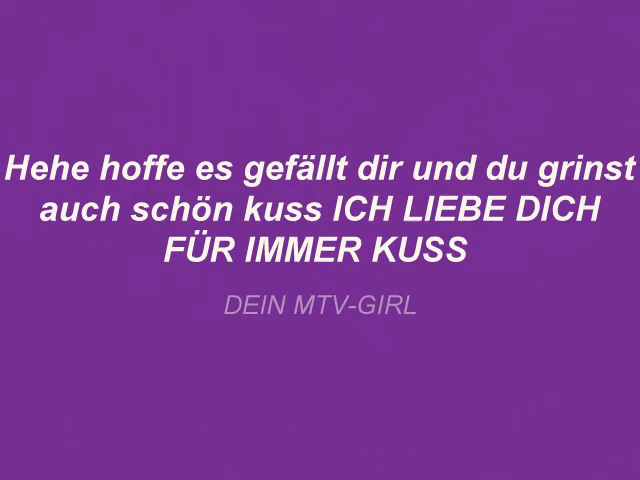 Hehe hoffe es gefällt dir und du grinst
auch schön kuss ICH LIEBE DICH
FÜR IMMER KUSS
DEIN MTV-GIRL